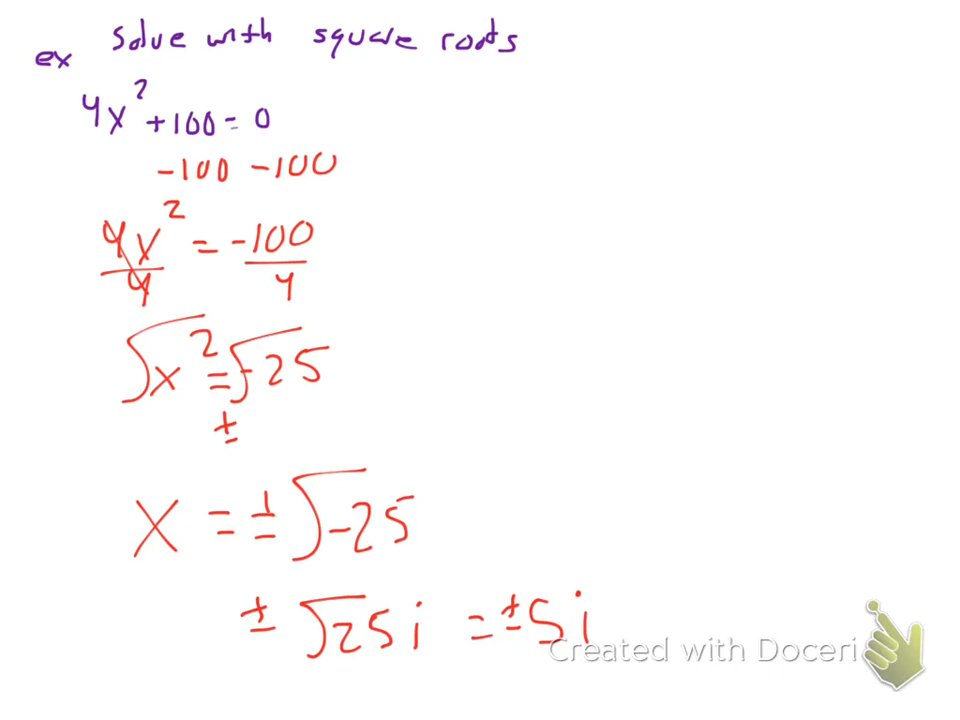 ex solve with square roots
4x² + 100 = 0
-100 -100
4x²/4 = -100/4
√x² = ±√-25
x = ±√-25
±√25 i = ±5i
Created with Doceri